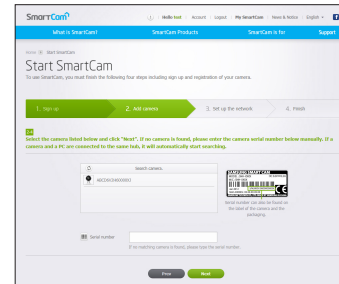 SmartCam
Hello test | Account | Logout My SmartCam News & Notice English
What is SmartCam? SmartCam Products SmartCam is for Support
Home Start SmartCam
Start SmartCam
To use SmartCam, you must finish the following four steps including sign up and registration of your camera.
1. Sign up 2. Add camera 3. Set up the network 4. Finish
Select the camera listed below and click "Next". If no camera is found, please enter the camera serial number below manually. If a
camera and a PC are connected to the same hub, it will automatically start searching.
Search camera.
SAMSUNG SMART CAM
Serial number can also be found on
the label of the camera and the
packaging.
Serial number
If no matching camera is found, please type the serial number.
Prev Next